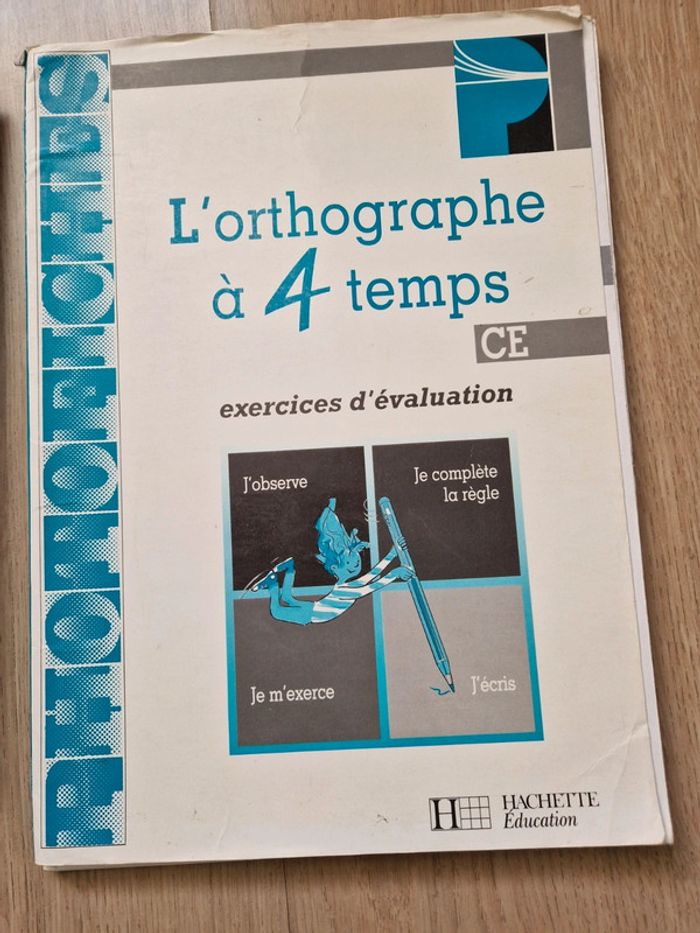 PHOTOFICHES
P
L'orthographe
à 4 temps
CE
exercices d'évaluation
J'observe
Je complète
la règle
Je m'exerce
J'écris
H
HACHETTE
Éducation